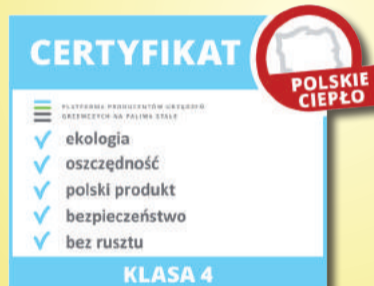 CERTYFIKAT
POLSKIE
CIEPŁO
PLATFORMA PRODUCENTÓW URZĄDZEŃ
GRZEWCZYCH NA PALIWA STAŁE
ekologia
oszczędność
polski produkt
bezpieczeństwo
bez rusztu
KLASA 4